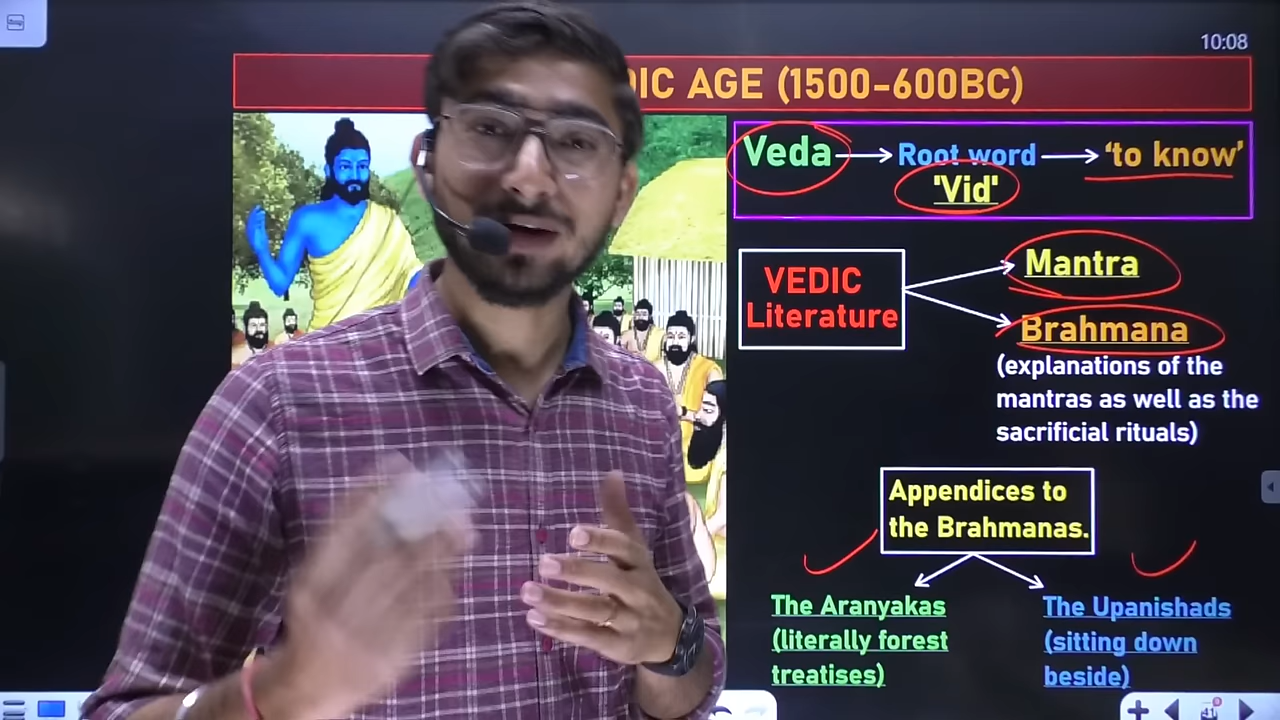 10:08
DIC AGE (1500-600BC)
Veda → Root word → 'to know'
'Vid'
VEDIC
Literature
Mantra
Brahmana
(explanations of the
mantras as well as the
sacrificial rituals)
Appendices to
the Brahmanas.
The Aranyakas
(literally forest
treatises)
The Upanishads
(sitting down
beside)